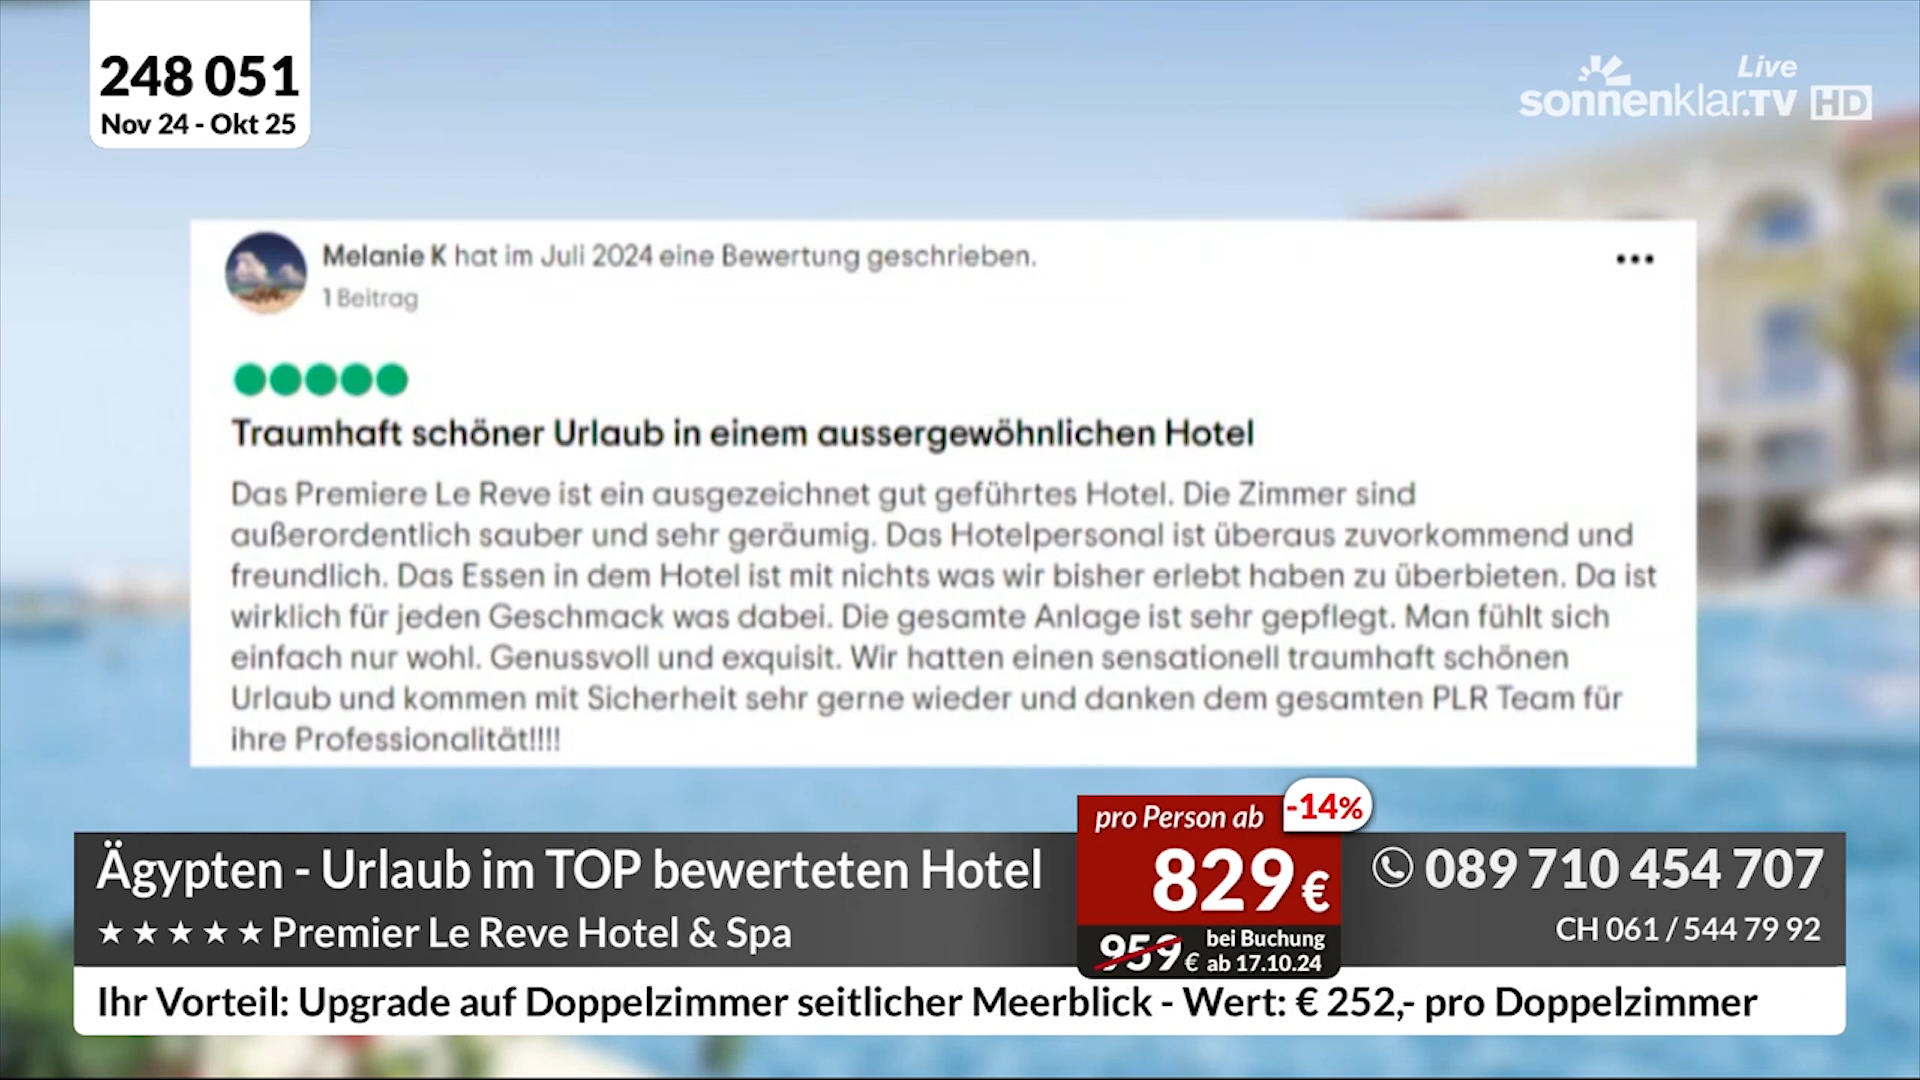 248 051
Nov 24 - Okt 25
Live
sonnenklar.TV HD
Melanie K hat im Juli 2024 eine Bewertung geschrieben.
1 Beitrag
Traumhaft schöner Urlaub in einem aussergewöhnlichen Hotel
Das Premiere Le Reve ist ein ausgezeichnet gut geführtes Hotel. Die Zimmer sind
außerordentlich sauber und sehr geräumig. Das Hotelpersonal ist überaus zuvorkommend und
freundlich. Das Essen in dem Hotel ist mit nichts was wir bisher erlebt haben zu überbieten. Da ist
wirklich für jeden Geschmack was dabei. Die gesamte Anlage ist sehr gepflegt. Man fühlt sich
einfach nur wohl. Genussvoll und exquisit. Wir hatten einen sensationell traumhaft schönen
Urlaub und kommen mit Sicherheit sehr gerne wieder und danken dem gesamten PLR Team für
ihre Professionalität!!!!
Ägypten - Urlaub im TOP bewerteten Hotel
★★★★★ Premier Le Reve Hotel & Spa
pro Person ab
-14%
829 €
959 € bei Buchung
ab 17.10.24
089 710 454 707
CH 061 / 544 79 92
Ihr Vorteil: Upgrade auf Doppelzimmer seitlicher Meerblick - Wert: € 252,- pro Doppelzimmer